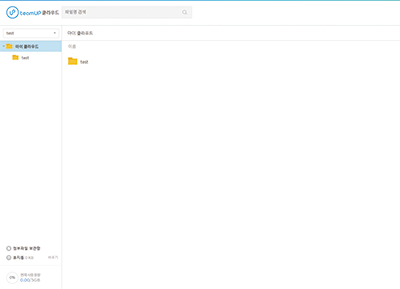 teamUP 클라우드
파일명 검색
test
마이 클라우드
마이 클라우드
test
이름
test
첨부파일 보관함
휴지통
비우기